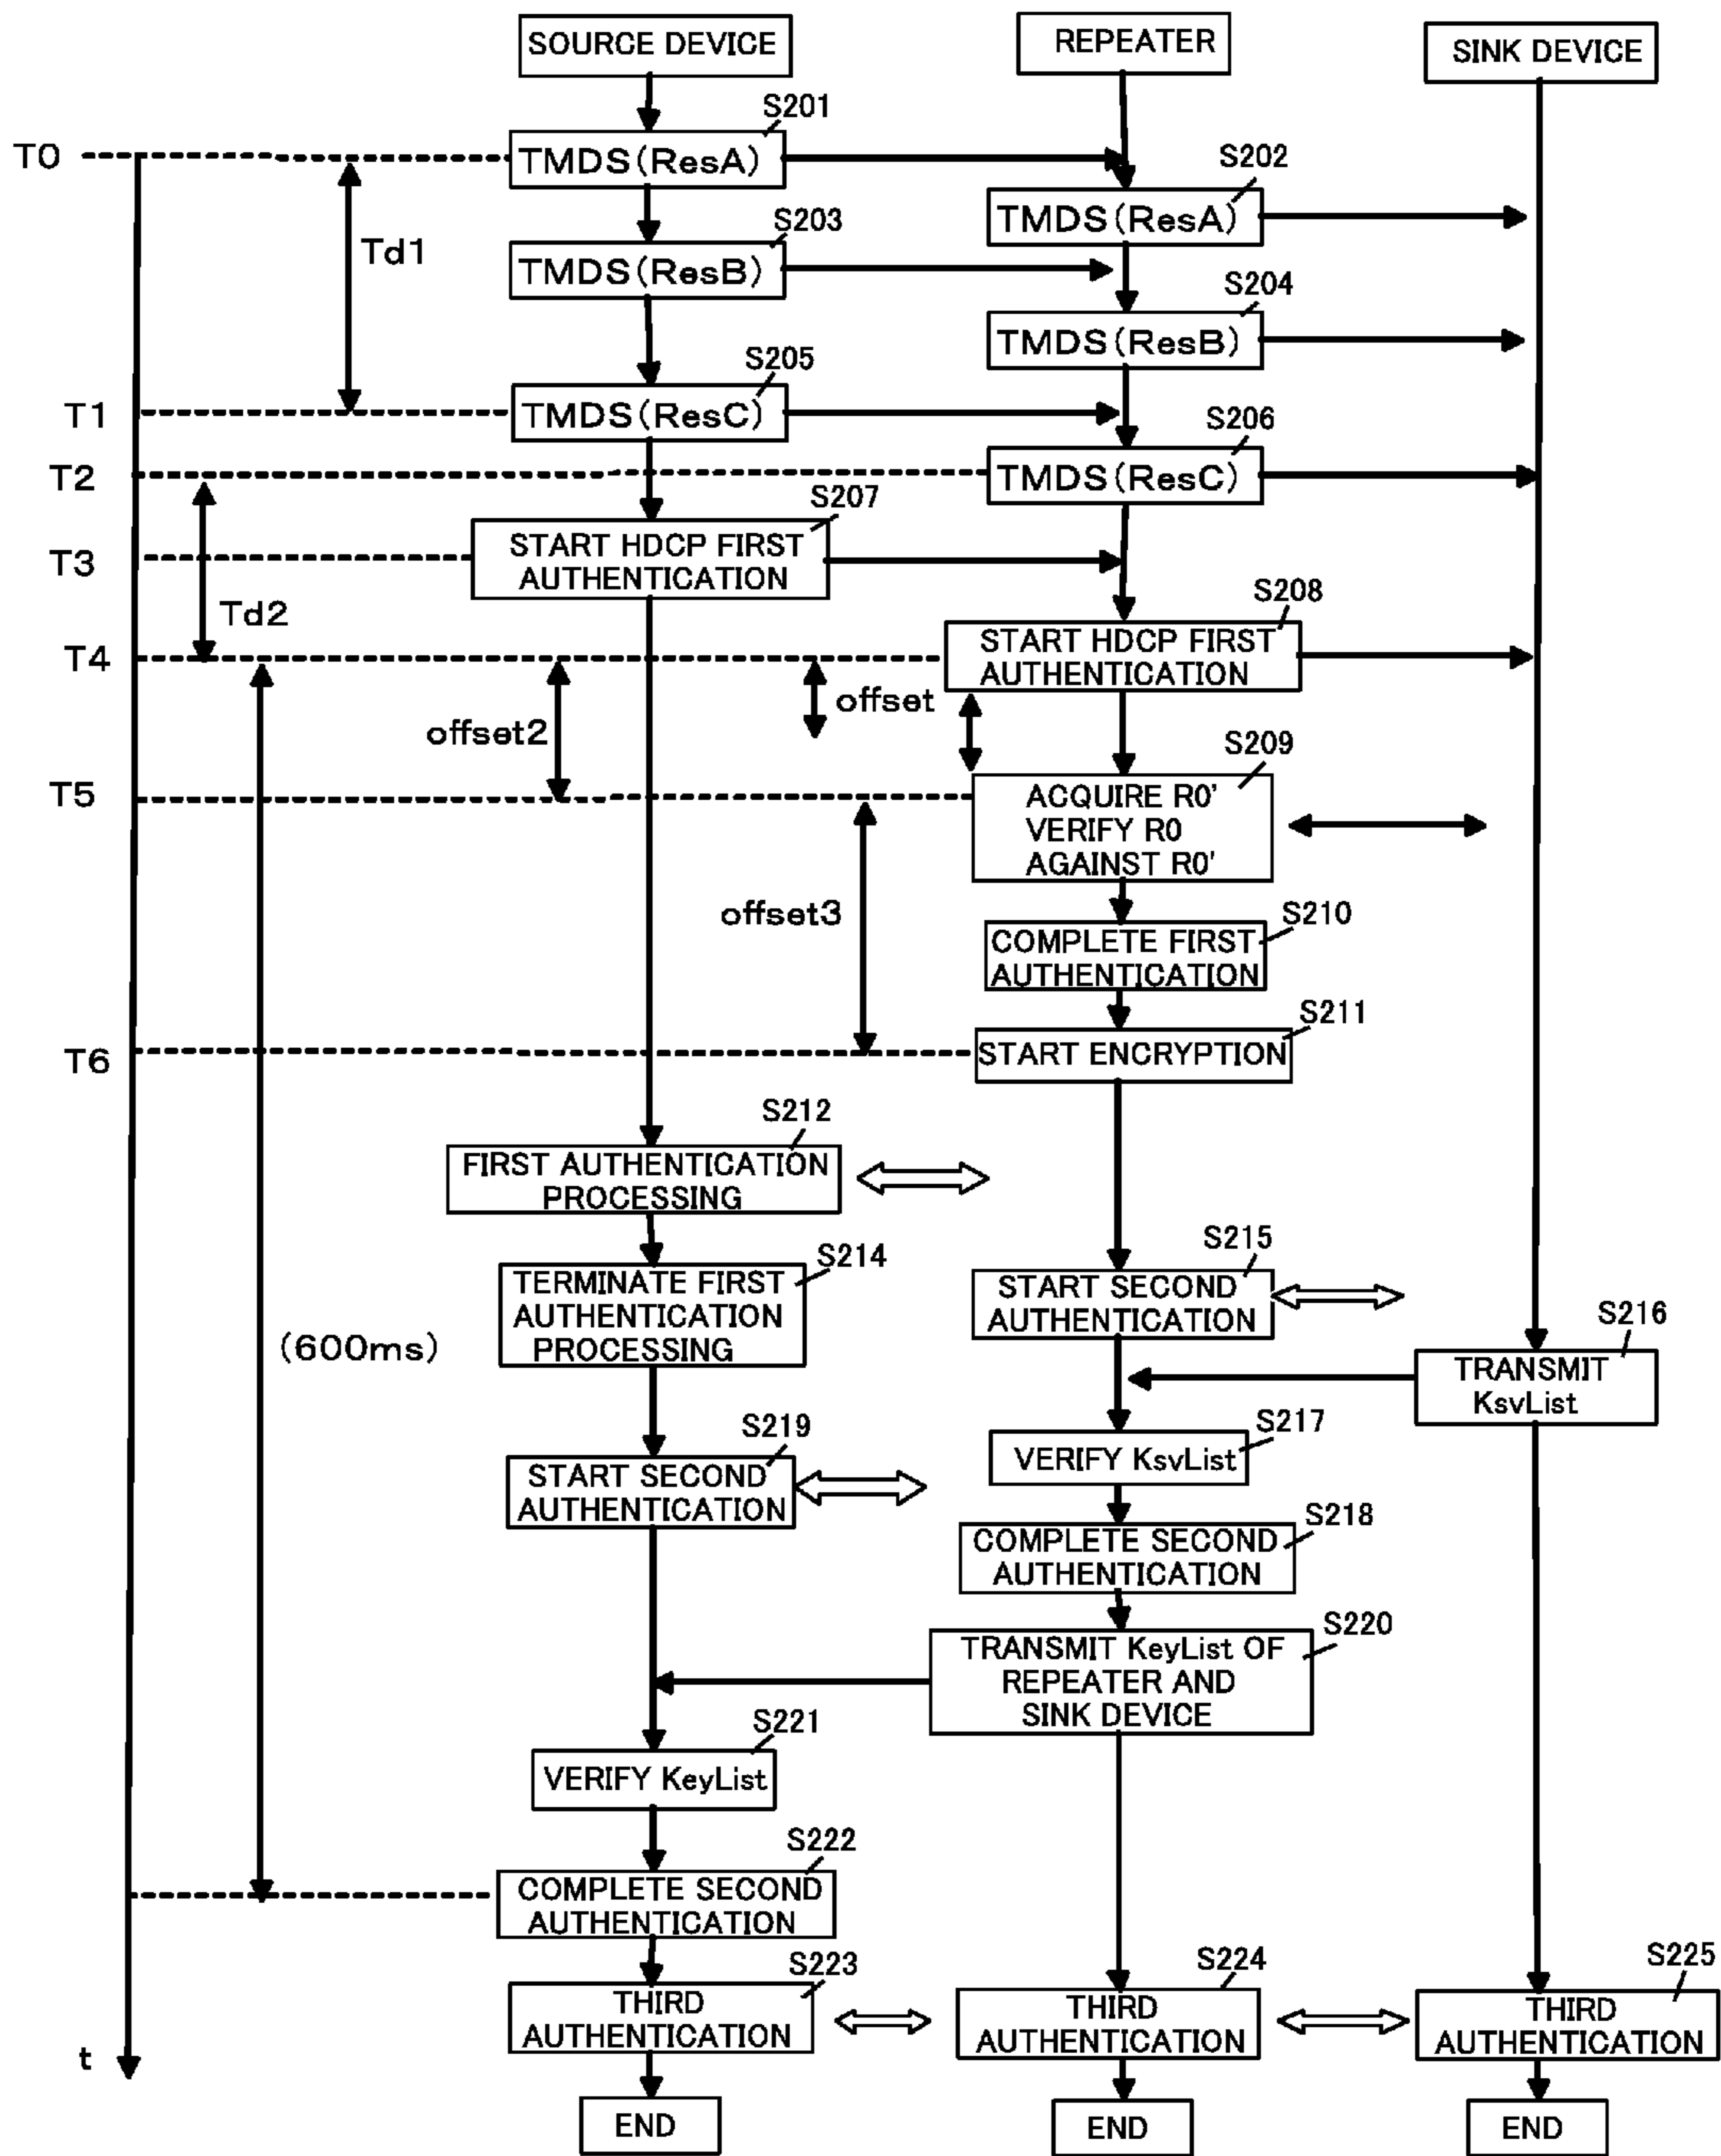 SOURCE DEVICE
REPEATER
SINK DEVICE
S201
T0
TMDS(ResA)
S202
TMDS(ResA)
S203
Td1
TMDS(ResB)
S204
TMDS(ResB)
S205
T1
TMDS(ResC)
S206
T2
TMDS(ResC)
S207
T3
START HDCP FIRST
AUTHENTICATION
Td2
S208
T4
START HDCP FIRST
AUTHENTICATION
offset
offset2
S209
T5
ACQUIRE R0'
VERIFY R0
AGAINST R0'
offset3
S210
COMPLETE FIRST
AUTHENTICATION
S211
T6
START ENCRYPTION
S212
FIRST AUTHENTICATION
PROCESSING
S214
TERMINATE FIRST
AUTHENTICATION
PROCESSING
S215
START SECOND
AUTHENTICATION
(600ms)
S216
TRANSMIT
KsvList
S217
VERIFY KsvList
S219
START SECOND
AUTHENTICATION
S218
COMPLETE SECOND
AUTHENTICATION
S220
TRANSMIT KeyList OF
REPEATER AND
SINK DEVICE
S221
VERIFY KeyList
S222
COMPLETE SECOND
AUTHENTICATION
S223
THIRD
AUTHENTICATION
S224
THIRD
AUTHENTICATION
S225
THIRD
AUTHENTICATION
t
END
END
END